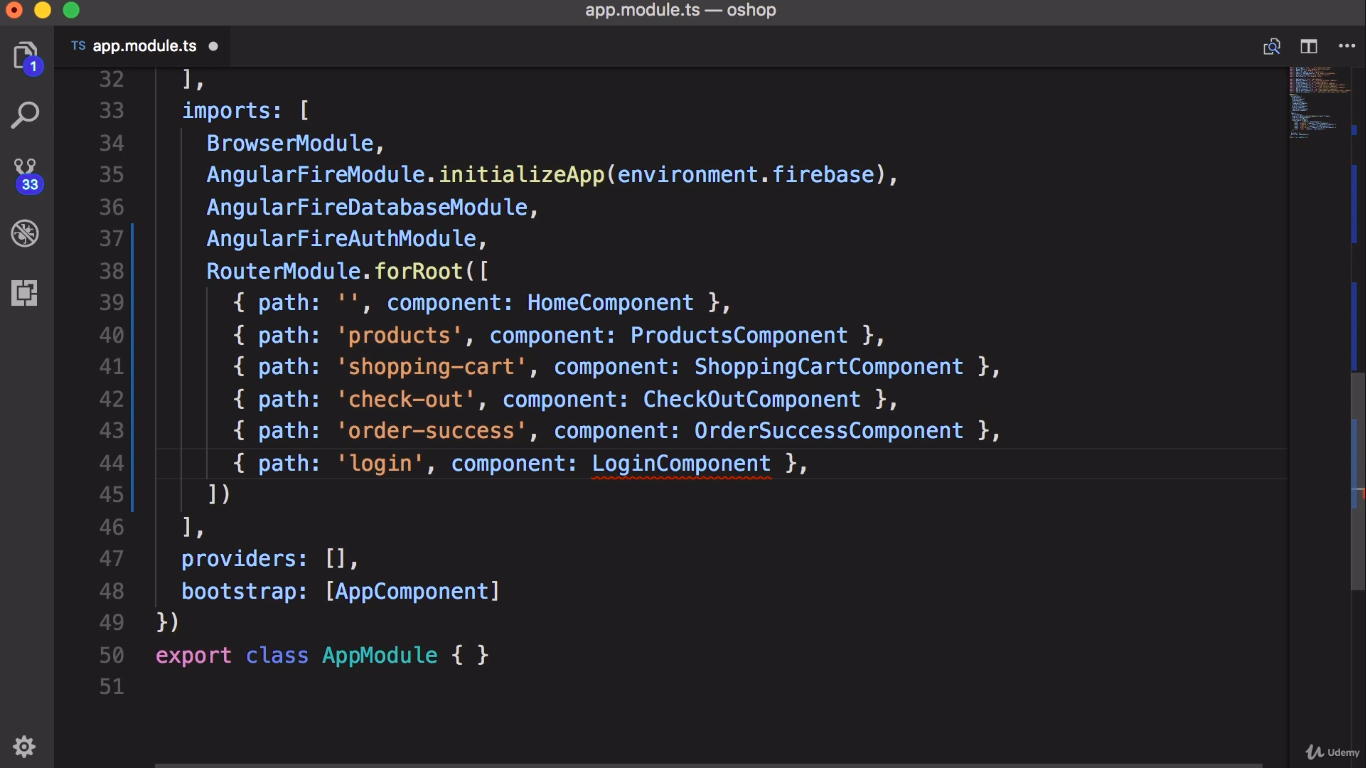 app.module.ts — oshop
TS app.module.ts
1
33
32 ],
33 imports: [
34 BrowserModule,
35 AngularFireModule.initializeApp(environment.firebase),
36 AngularFireDatabaseModule,
37 AngularFireAuthModule,
38 RouterModule.forRoot([
39 { path: '', component: HomeComponent },
40 { path: 'products', component: ProductsComponent },
41 { path: 'shopping-cart', component: ShoppingCartComponent },
42 { path: 'check-out', component: CheckOutComponent },
43 { path: 'order-success', component: OrderSuccessComponent },
44 { path: 'login', component: LoginComponent },
45 ])
46 ],
47 providers: [],
48 bootstrap: [AppComponent]
49 })
50 export class AppModule { }
51
Udemy